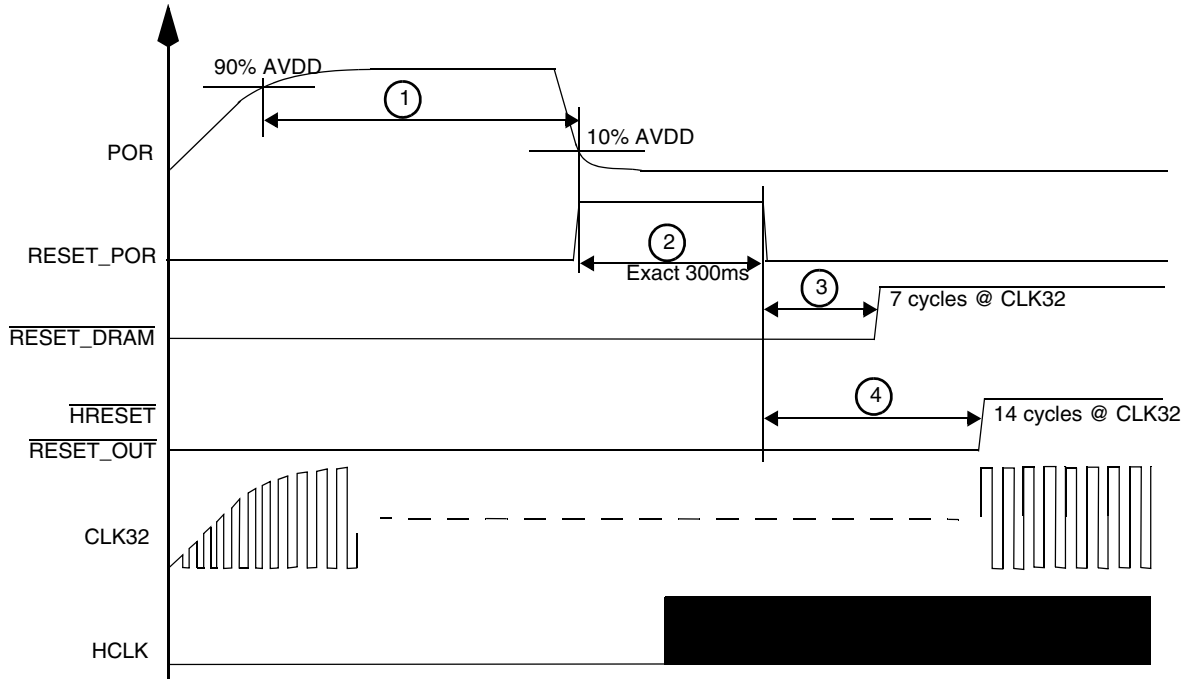 90% AVDD
1
10% AVDD
POR
RESET_POR
2
Exact 300ms
3
7 cycles @ CLK32
RESET_DRAM
4
HRESET
14 cycles @ CLK32
RESET_OUT
CLK32
HCLK